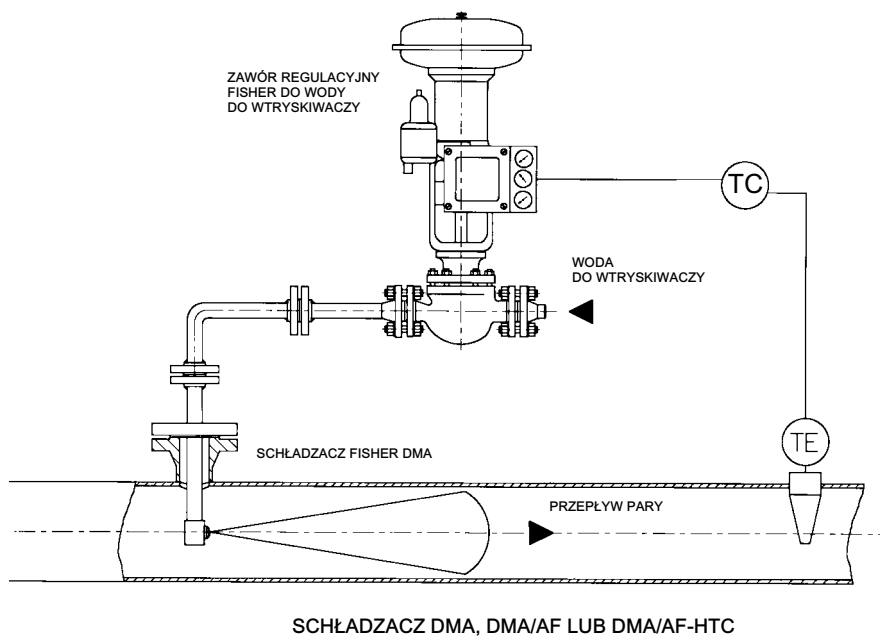 ZAWÓR REGULACYJNY
FISHER DO WODY
DO WTRYSKIWACZY
TC
WODA
DO WTRYSKIWACZY
TE
SCHŁADZACZ FISHER DMA
PRZEPŁYW PARY
SCHŁADZACZ DMA, DMA/AF LUB DMA/AF-HTC